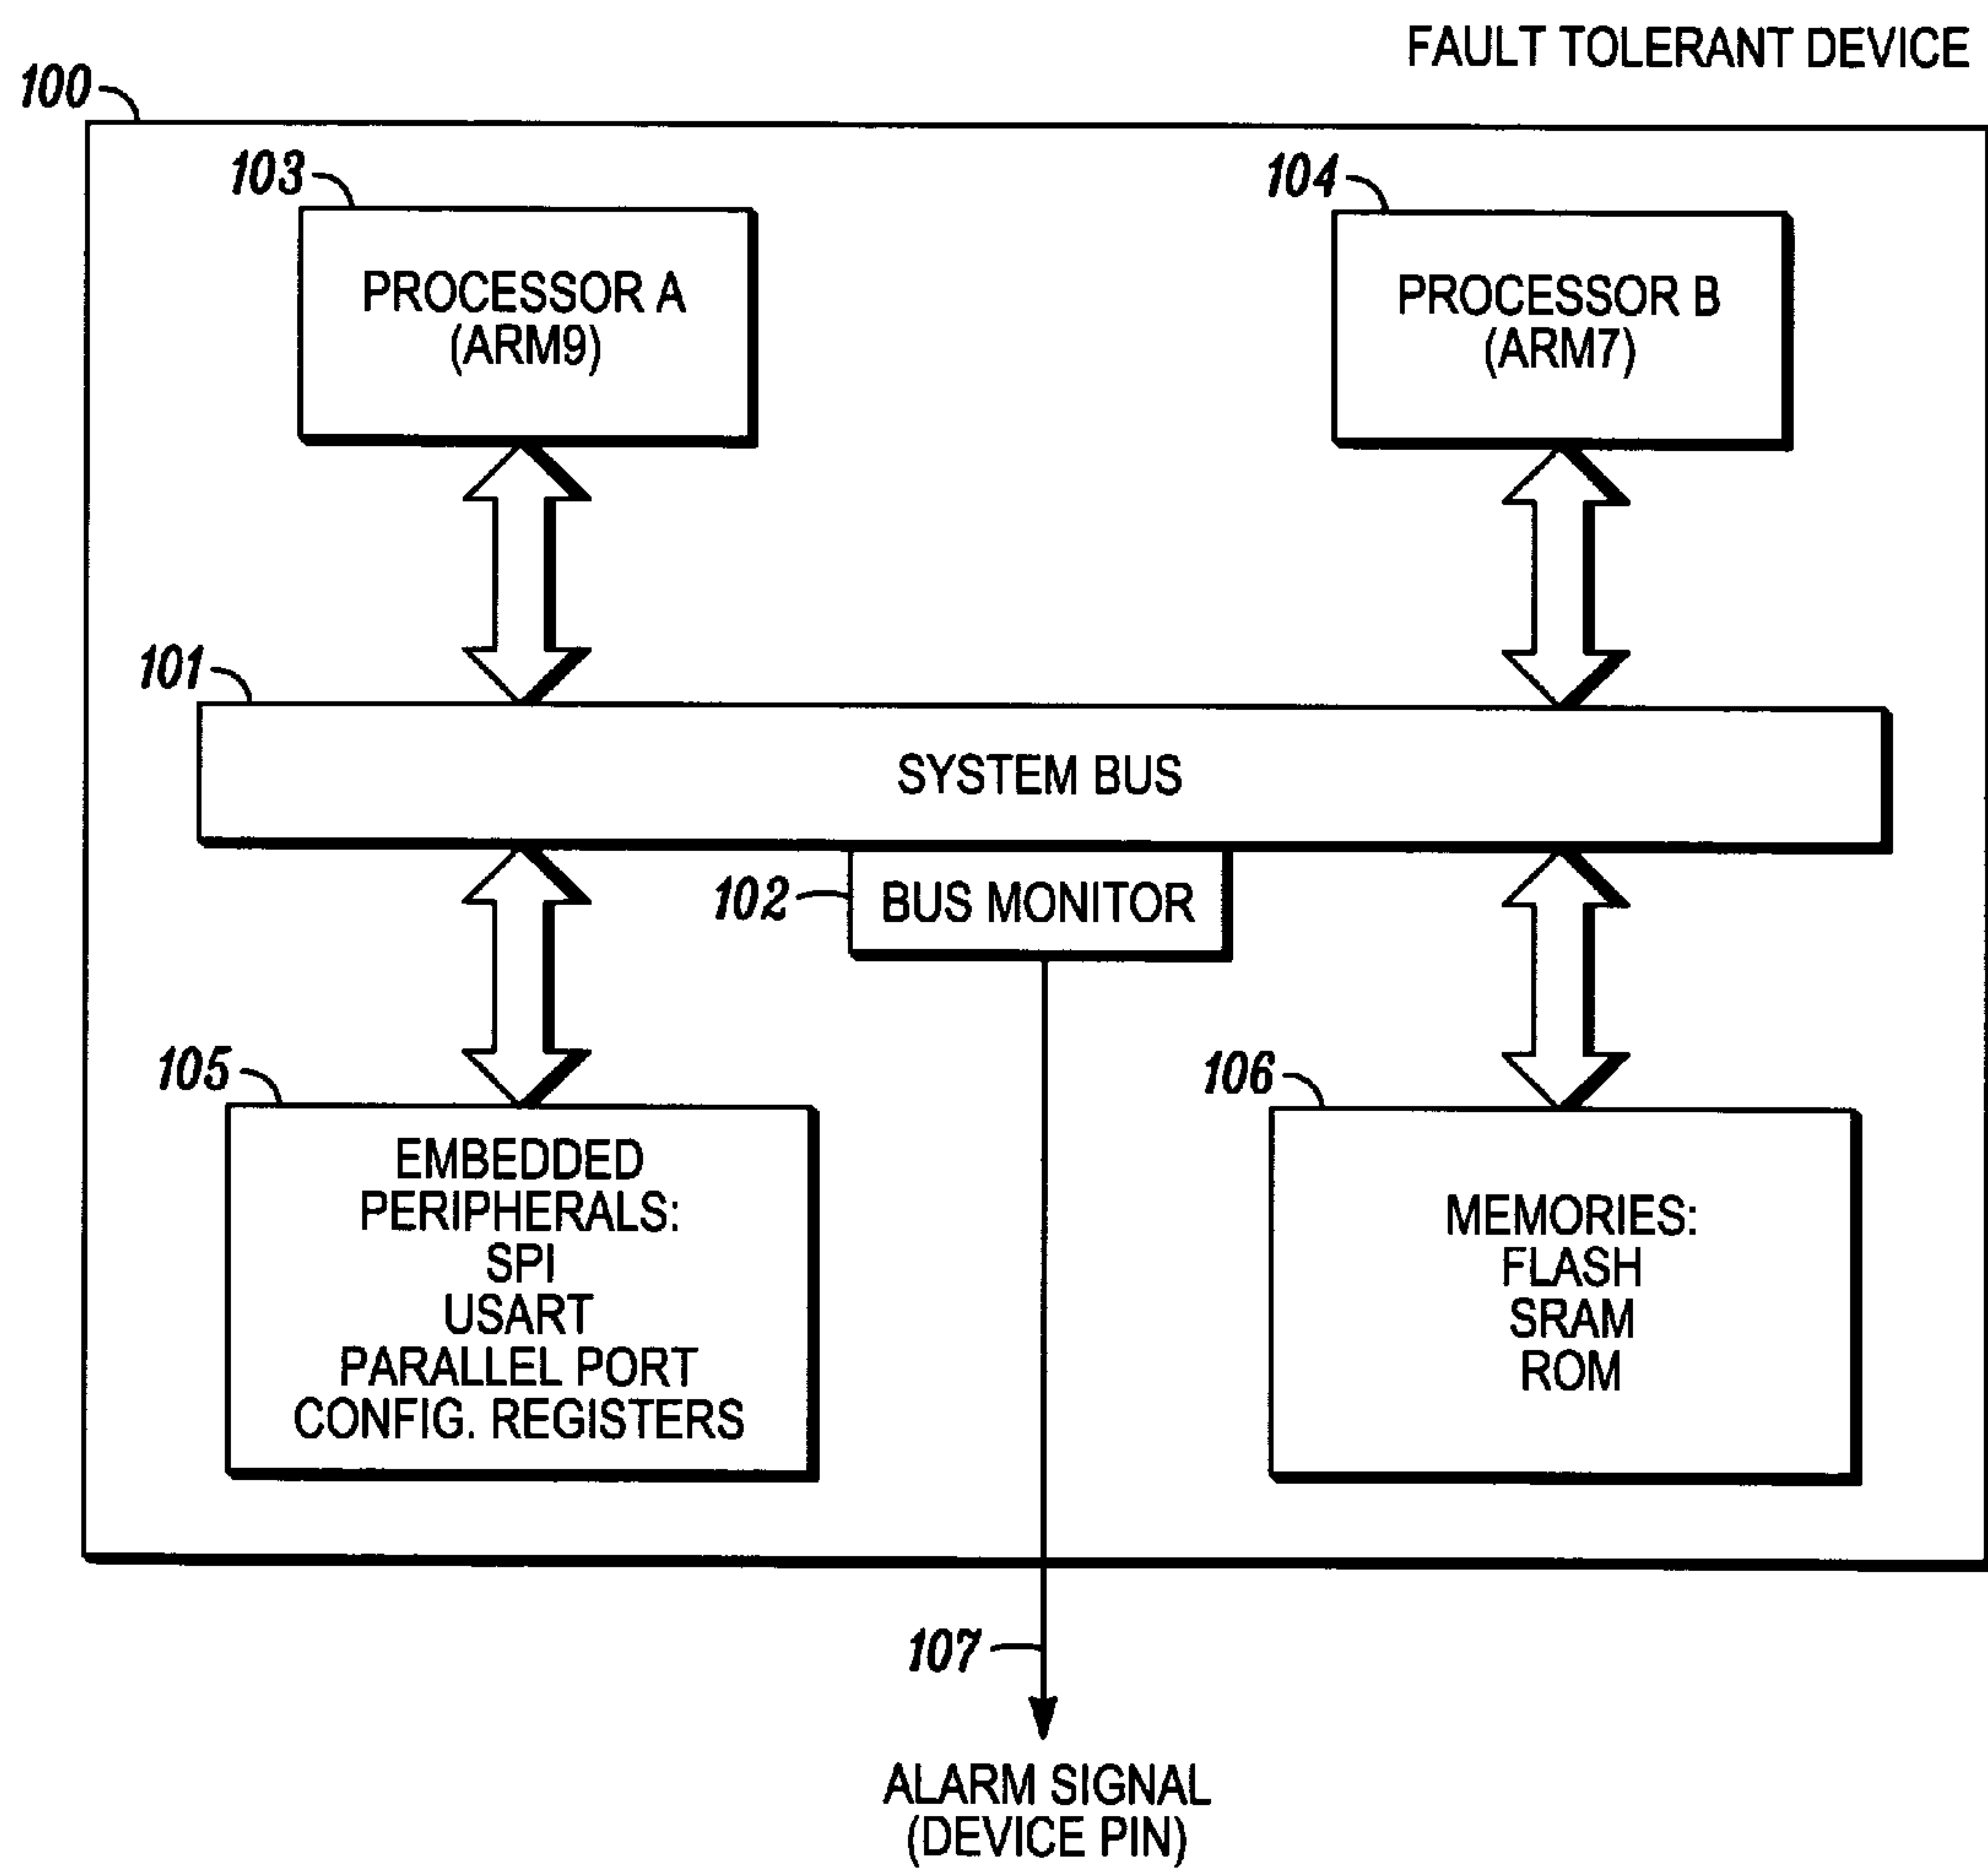 FAULT TOLERANT DEVICE
100
103
104
PROCESSOR A
(ARM9)
PROCESSOR B
(ARM7)
101
SYSTEM BUS
102
BUS MONITOR
105
106
EMBEDDED
PERIPHERALS:
SPI
USART
PARALLEL PORT
CONFIG. REGISTERS
MEMORIES:
FLASH
SRAM
ROM
107
ALARM SIGNAL
(DEVICE PIN)